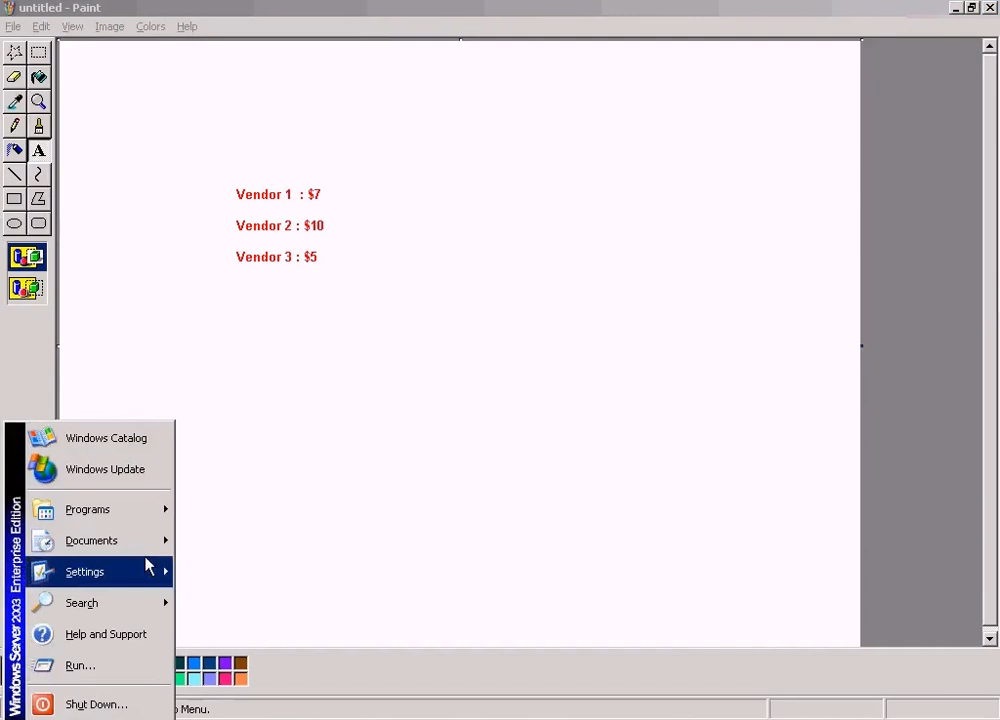 untitled - Paint
File Edit View Image Colors Help
A
Vendor 1 : $7
Vendor 2 : $10
Vendor 3 : $5
Windows Catalog
Windows Update
Programs
Documents
Settings
Search
Help and Support
Run...
Shut Down...
Windows Server 2003 Enterprise Edition
Menu.